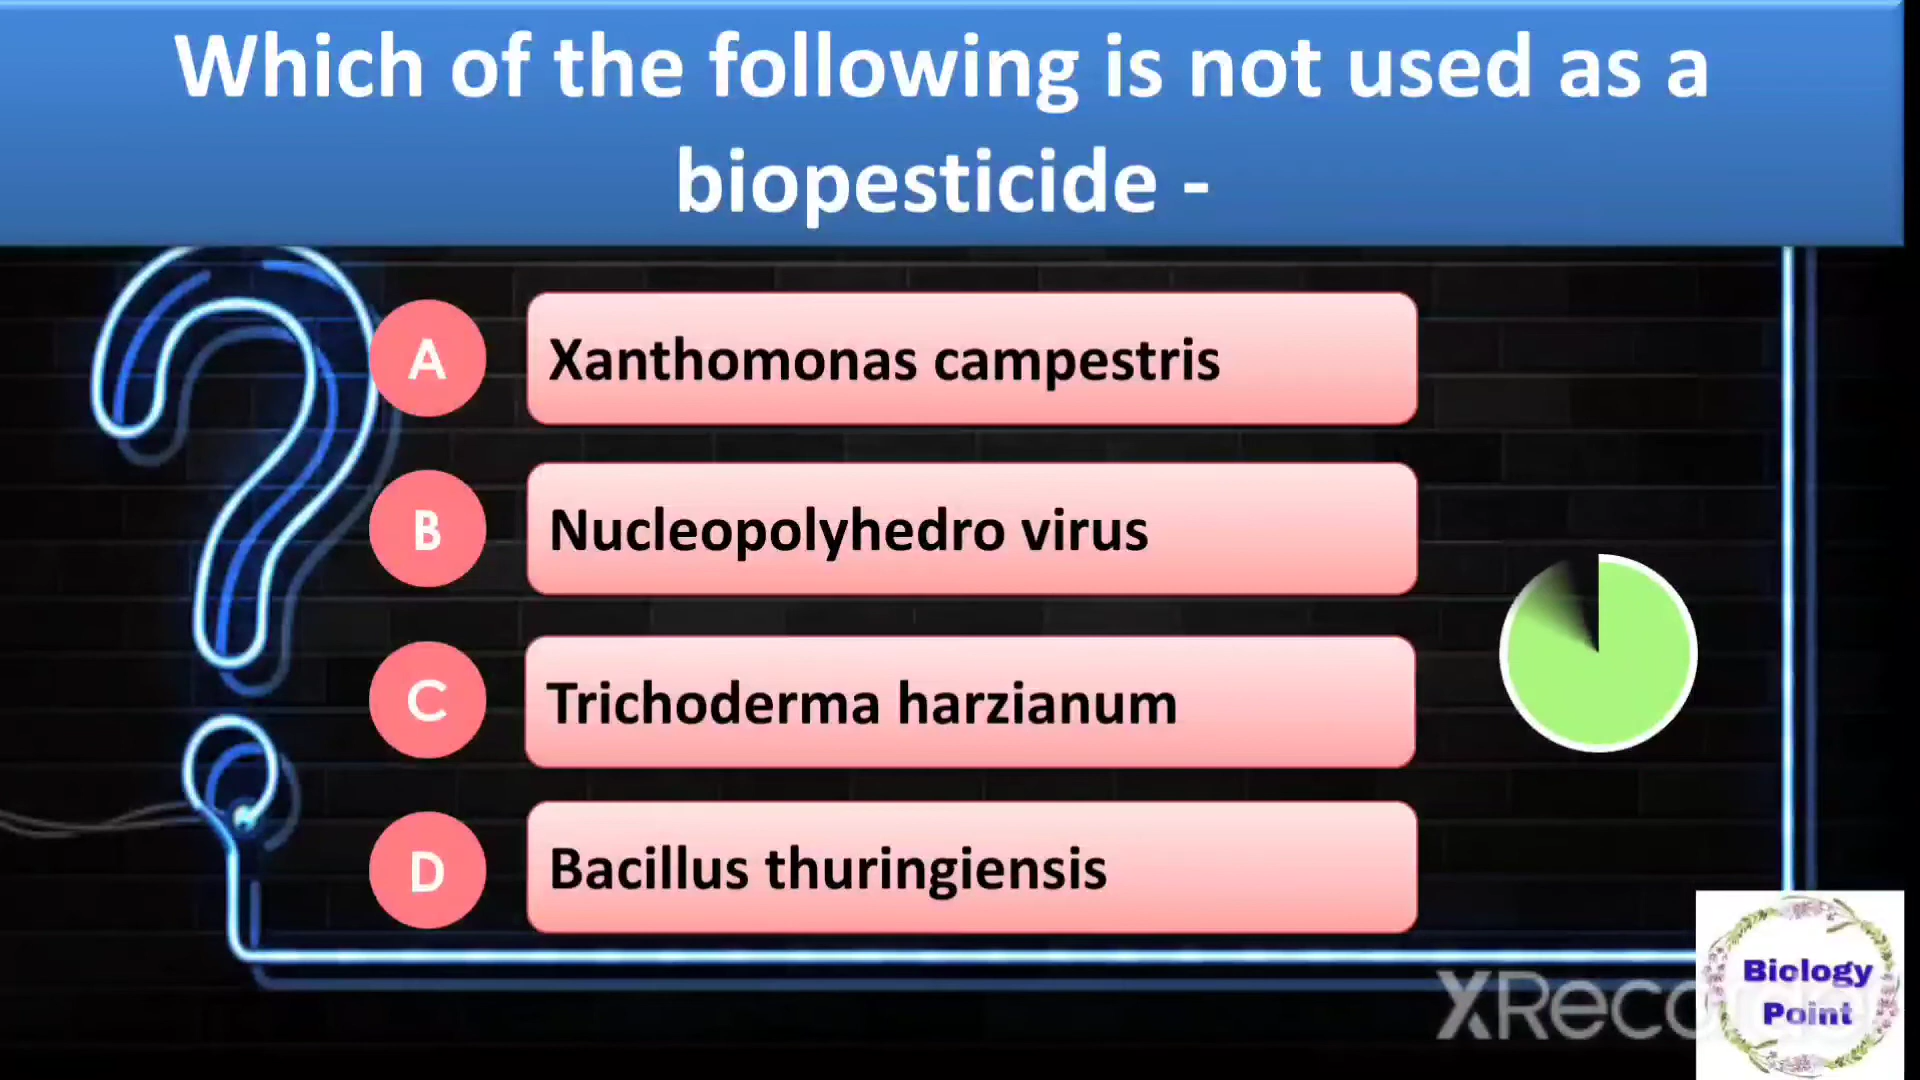 Which of the following is not used as a
biopesticide -
A
Xanthomonas campestris
B
Nucleopolyhedro virus
C
Trichoderma harzianum
D
Bacillus thuringiensis
XRecorder
Biology
Point